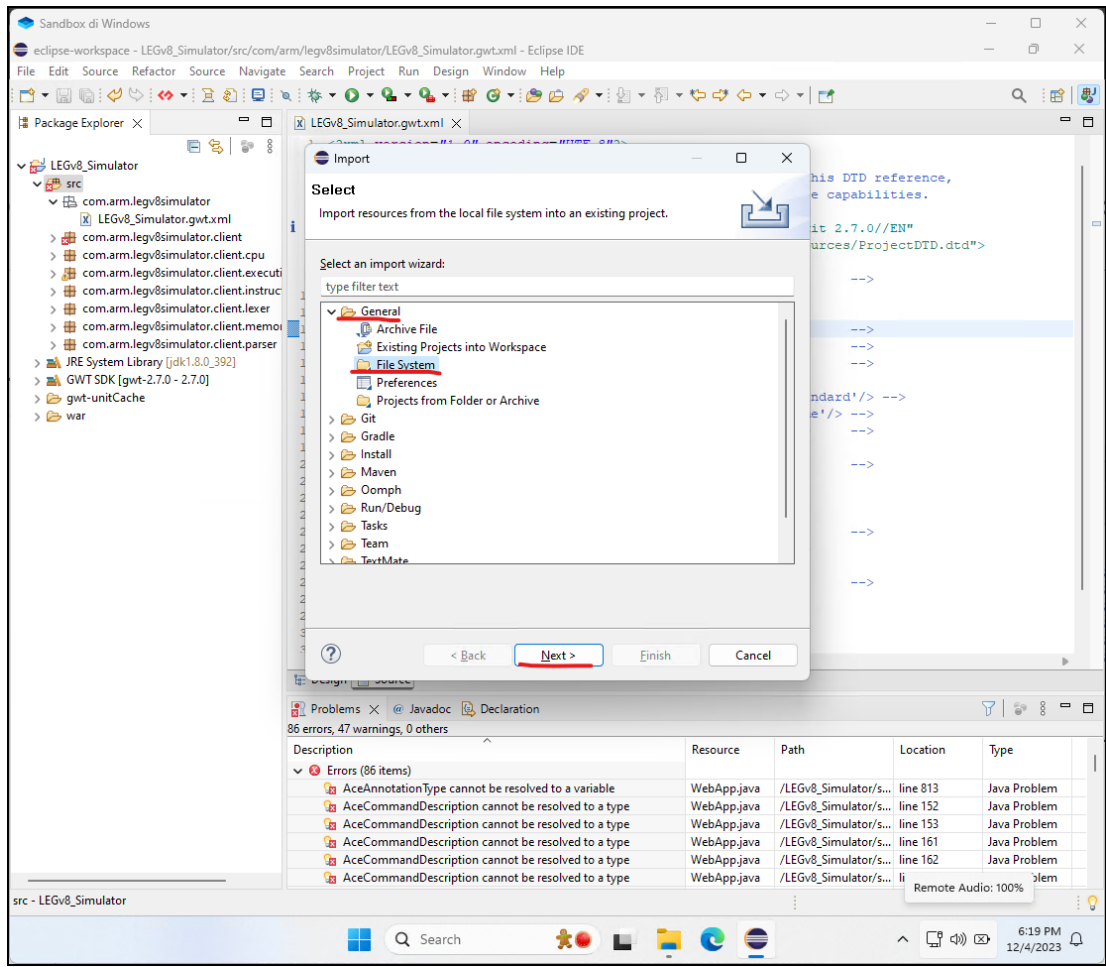 Sandbox di Windows
eclipse-workspace - LEGv8_Simulator/src/com/arm/legv8simulator/LEGv8_Simulator.gwt.xml - Eclipse IDE
File Edit Source Refactor Source Navigate Search Project Run Design Window Help
Package Explorer
LEGv8_Simulator
src
com.arm.legv8simulator
LEGv8_Simulator.gwt.xml
com.arm.legv8simulator.client
com.arm.legv8simulator.client.cpu
com.arm.legv8simulator.client.executi
com.arm.legv8simulator.client.instruc
com.arm.legv8simulator.client.lexer
com.arm.legv8simulator.client.memor
com.arm.legv8simulator.client.parser
JRE System Library [jdk1.8.0_392]
GWT SDK [gwt-2.7.0 - 2.7.0]
gwt-unitCache
war
LEGv8_Simulator.gwt.xml
his DTD reference,
e capabilities.
it 2.7.0//EN"
urces/ProjectDTD.dtd">
-->
-->
-->
-->
ndard'/> -->
e'/> -->
-->
-->
-->
-->
Import
Select
Import resources from the local file system into an existing project.
Select an import wizard:
type filter text
General
Archive File
Existing Projects into Workspace
File System
Preferences
Projects from Folder or Archive
Git
Gradle
Install
Maven
Oomph
Run/Debug
Tasks
Team
TextMate
< Back Next > Finish Cancel
Design Source
Problems @ Javadoc Declaration
86 errors, 47 warnings, 0 others
Description Resource Path Location Type
Errors (86 items)
AceAnnotationType cannot be resolved to a variable WebApp.java /LEGv8_Simulator/s... line 813 Java Problem
AceCommandDescription cannot be resolved to a type WebApp.java /LEGv8_Simulator/s... line 152 Java Problem
AceCommandDescription cannot be resolved to a type WebApp.java /LEGv8_Simulator/s... line 153 Java Problem
AceCommandDescription cannot be resolved to a type WebApp.java /LEGv8_Simulator/s... line 161 Java Problem
AceCommandDescription cannot be resolved to a type WebApp.java /LEGv8_Simulator/s... line 162 Java Problem
AceCommandDescription cannot be resolved to a type WebApp.java /LEGv8_Simulator/s... li blem
Remote Audio: 100%
src - LEGv8_Simulator
Search
6:19 PM
12/4/2023